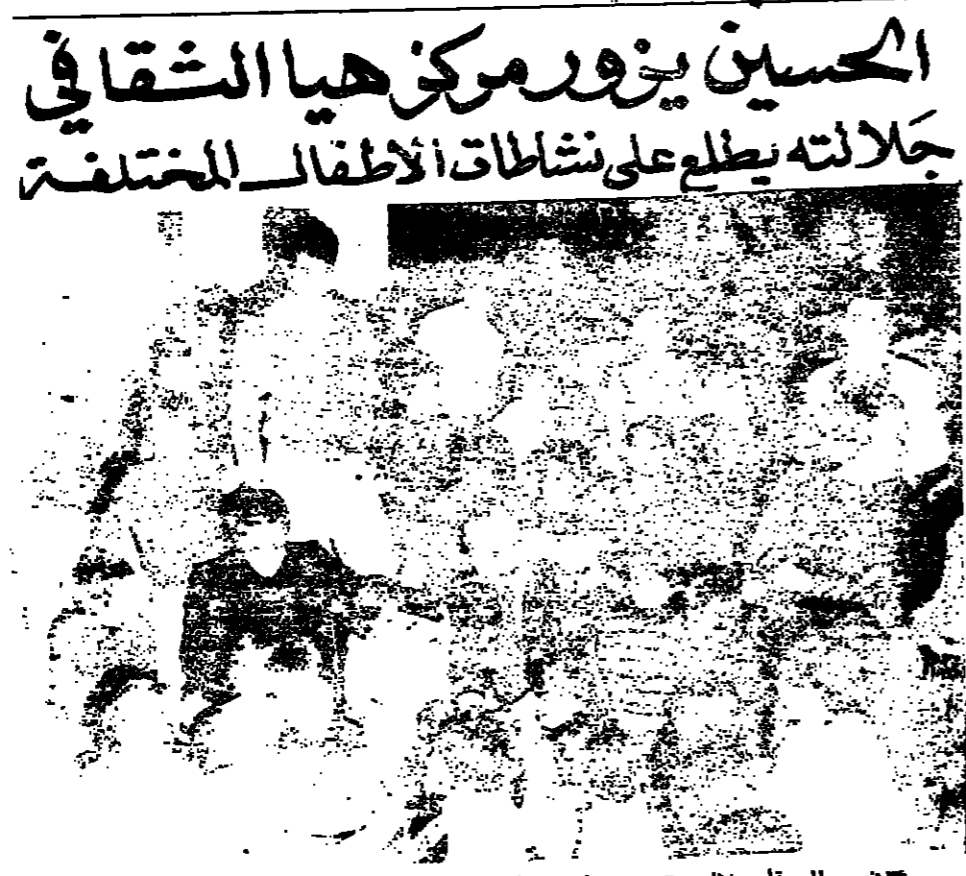 الحسين يزور مركز هيا الثقافي
جلالته يطلع على نشاطات الأطفال المختلفة